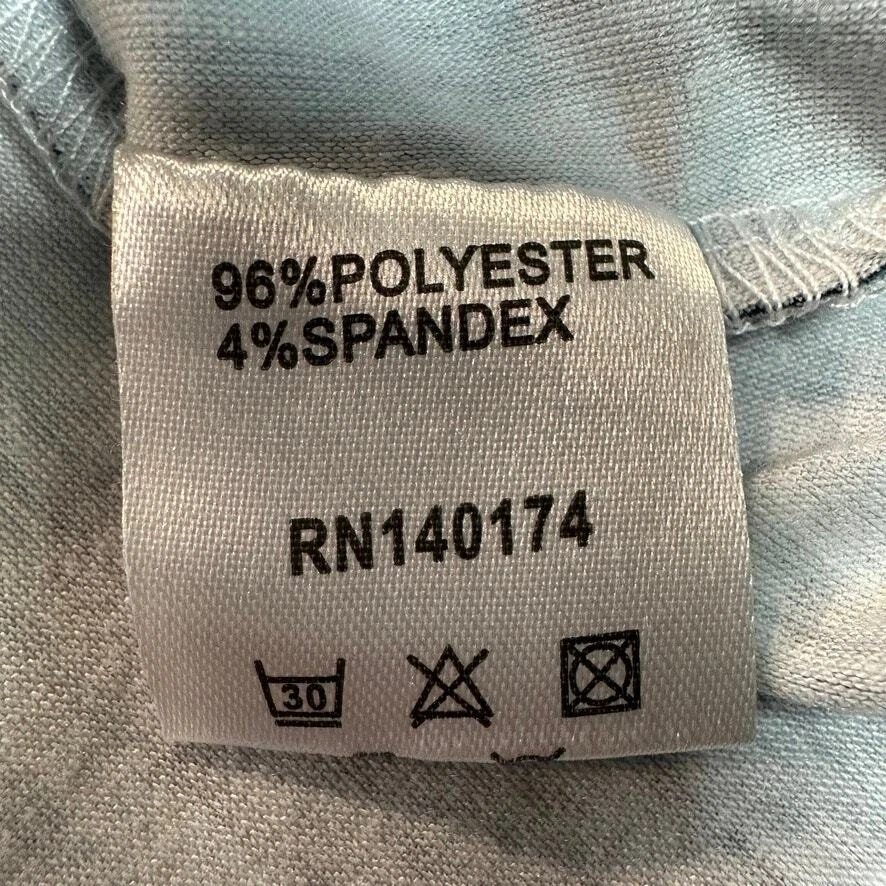 96%POLYESTER
4%SPANDEX
RN140174
30